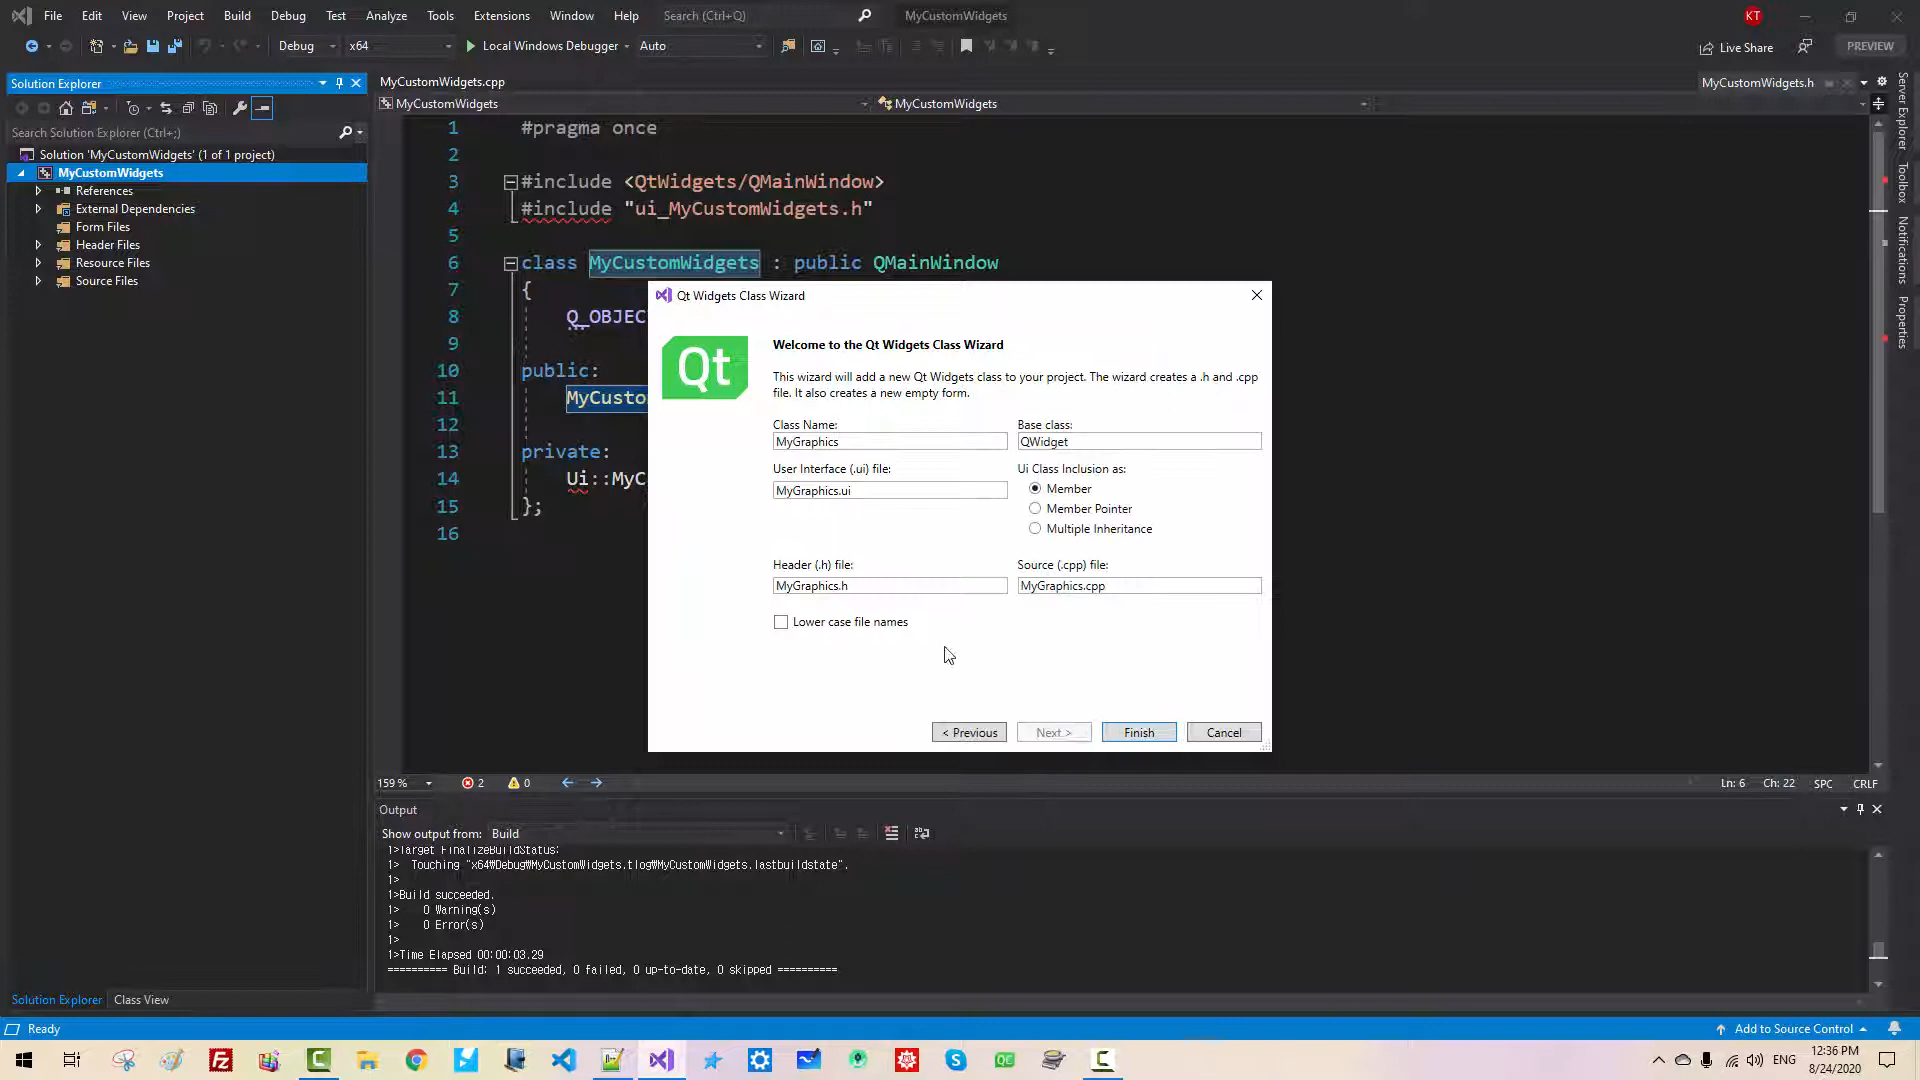 File Edit View Project Build Debug Test Analyze Tools Extensions Window Help Search (Ctrl+Q) MyCustomWidgets KT
Debug x64 Local Windows Debugger Auto Live Share PREVIEW
Solution Explorer
Search Solution Explorer (Ctrl+;)
Solution 'MyCustomWidgets' (1 of 1 project)
MyCustomWidgets
References
External Dependencies
Form Files
Header Files
Resource Files
Source Files
Solution Explorer Class View
MyCustomWidgets.cpp MyCustomWidgets.h
MyCustomWidgets MyCustomWidgets
1 #pragma once
2
3 #include <QtWidgets/QMainWindow>
4 #include "ui_MyCustomWidgets.h"
5
6 class MyCustomWidgets : public QMainWindow
7 {
8 Q_OBJEC
9
10 public:
11 MyCusto
12
13 private:
14 Ui::MyC
15 };
16
Qt Widgets Class Wizard
Qt
Welcome to the Qt Widgets Class Wizard
This wizard will add a new Qt Widgets class to your project. The wizard creates a .h and .cpp
file. It also creates a new empty form.
Class Name: Base class:
MyGraphics QWidget
User Interface (.ui) file: Ui Class Inclusion as:
MyGraphics.ui Member
Member Pointer
Multiple Inheritance
Header (.h) file: Source (.cpp) file:
MyGraphics.h MyGraphics.cpp
Lower case file names
< Previous Next > Finish Cancel
159 % 2 0 Ln: 6 Ch: 22 SPC CRLF
Output
Show output from: Build
1>Target FinalizeBuildStatus:
1> Touching "x64₩Debug₩MyCustomWidgets.tlog₩MyCustomWidgets.lastbuildstate".
1>
1>Build succeeded.
1> 0 Warning(s)
1> 0 Error(s)
1>
1>Time Elapsed 00:00:03.29
========== Build: 1 succeeded, 0 failed, 0 up-to-date, 0 skipped ==========
Server Explorer
Toolbox
Notifications
Properties
Ready Add to Source Control
ENG 12:36 PM
8/24/2020